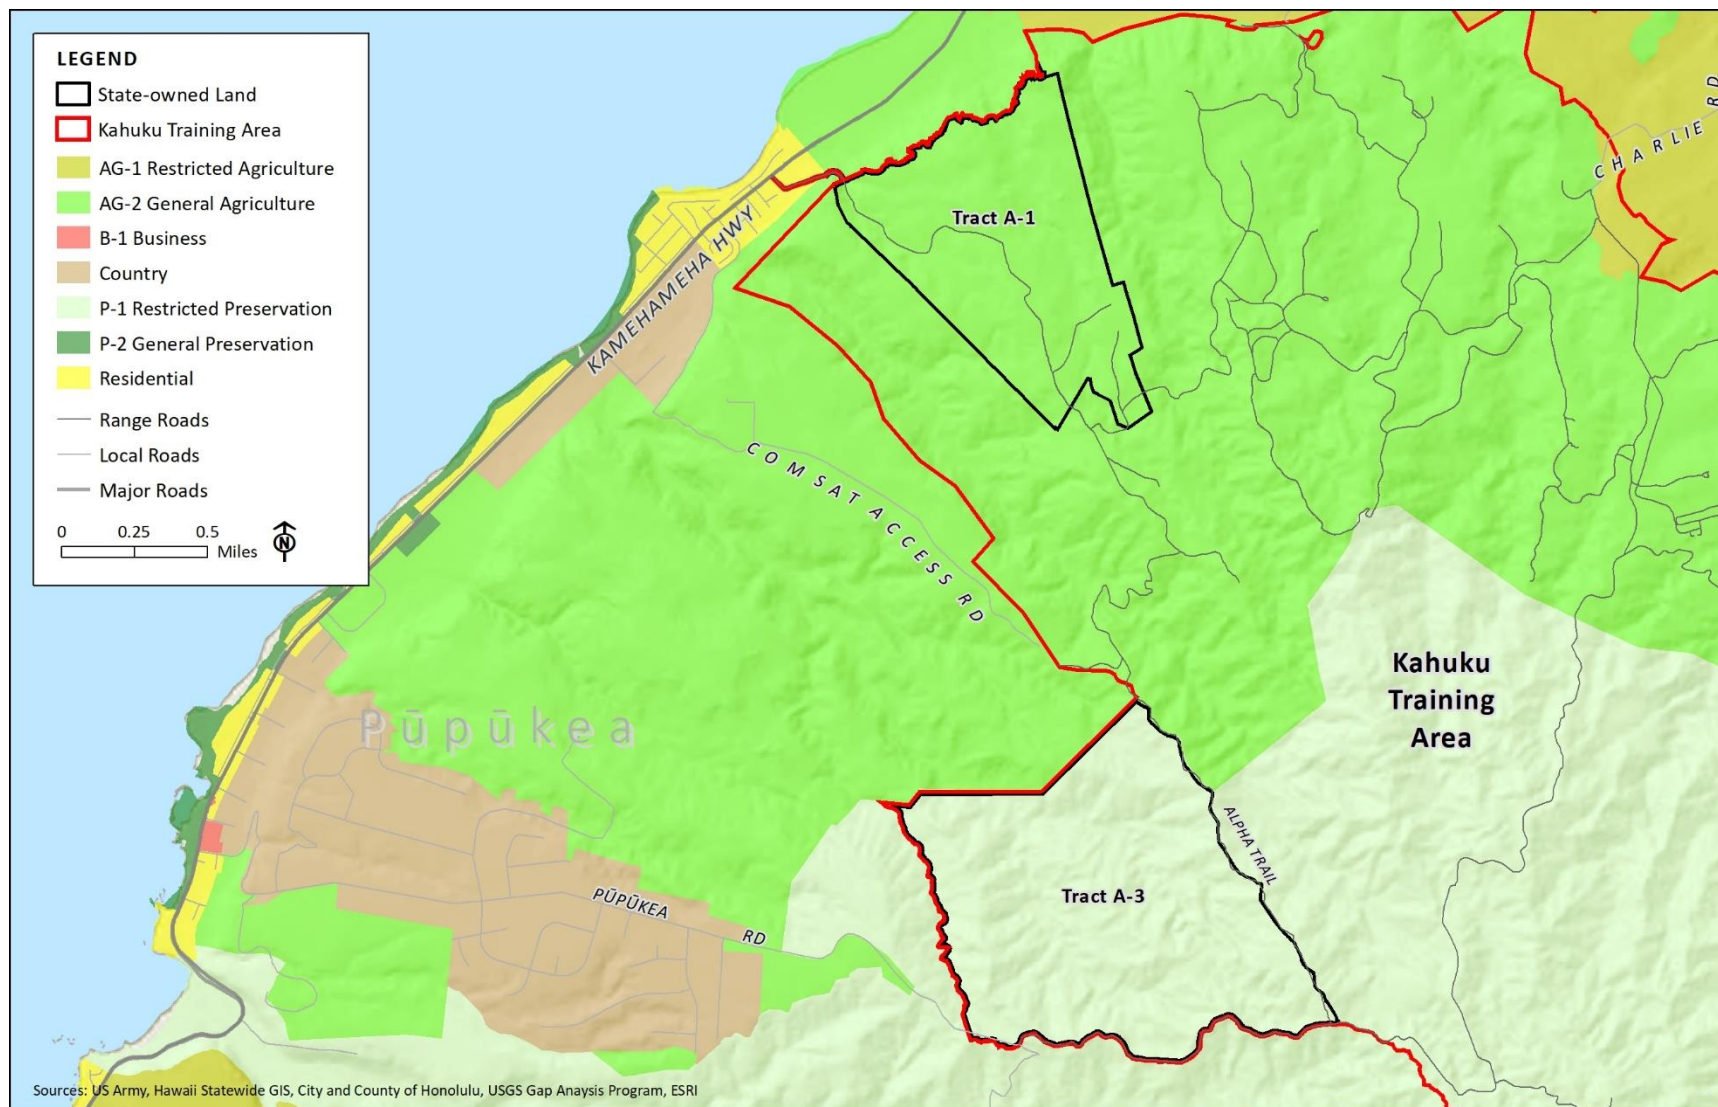 LEGEND
State-owned Land
Kahuku Training Area
AG-1 Restricted Agriculture
AG-2 General Agriculture
B-1 Business
Country
P-1 Restricted Preservation
P-2 General Preservation
Residential
Range Roads
Local Roads
Major Roads
0 0.25 0.5
Miles
N
KAMEHAMEHA HWY
Tract A-1
CHARLIE RD
COMSAT ACCESS RD
Kahuku
Training
Area
Pūpūkea
ALPHA TRAIL
Tract A-3
PŪPŪKEA RD
Sources: US Army, Hawaii Statewide GIS, City and County of Honolulu, USGS Gap Anaysis Program, ESRI